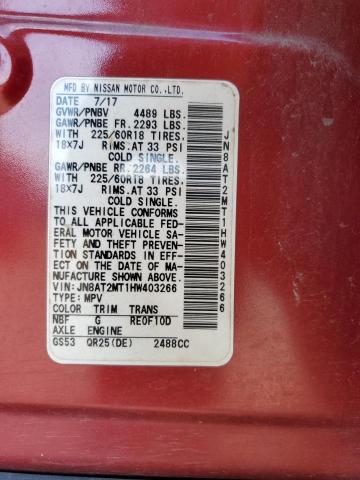 MFD BY NISSAN MOTOR CO.,LTD.
DATE 7/17
GVWR/PNBV 4489 LBS.
GAWR/PNBE FR. 2293 LBS.
WITH 225/60R18 TIRES.
18X7J RIMS. AT 33 PSI
COLD SINGLE.
GAWR/PNBE RR. 2264 LBS.
WITH 225/60R18 TIRES.
18X7J RIMS. AT 33 PSI
COLD SINGLE.
THIS VEHICLE CONFORMS
TO ALL APPLICABLE FED-
ERAL MOTOR VEHICLE SA-
FETY AND THEFT PREVEN-
TION STANDARDS IN EFF-
ECT ON THE DATE OF MA-
NUFACTURE SHOWN ABOVE.
VIN: JN8AT2MT1HW403266
TYPE: MPV
COLOR TRIM TRANS
NBF G RE0F10D
AXLE ENGINE
GS53 QR25(DE) 2488CC
JN8AT2MT1HW403266